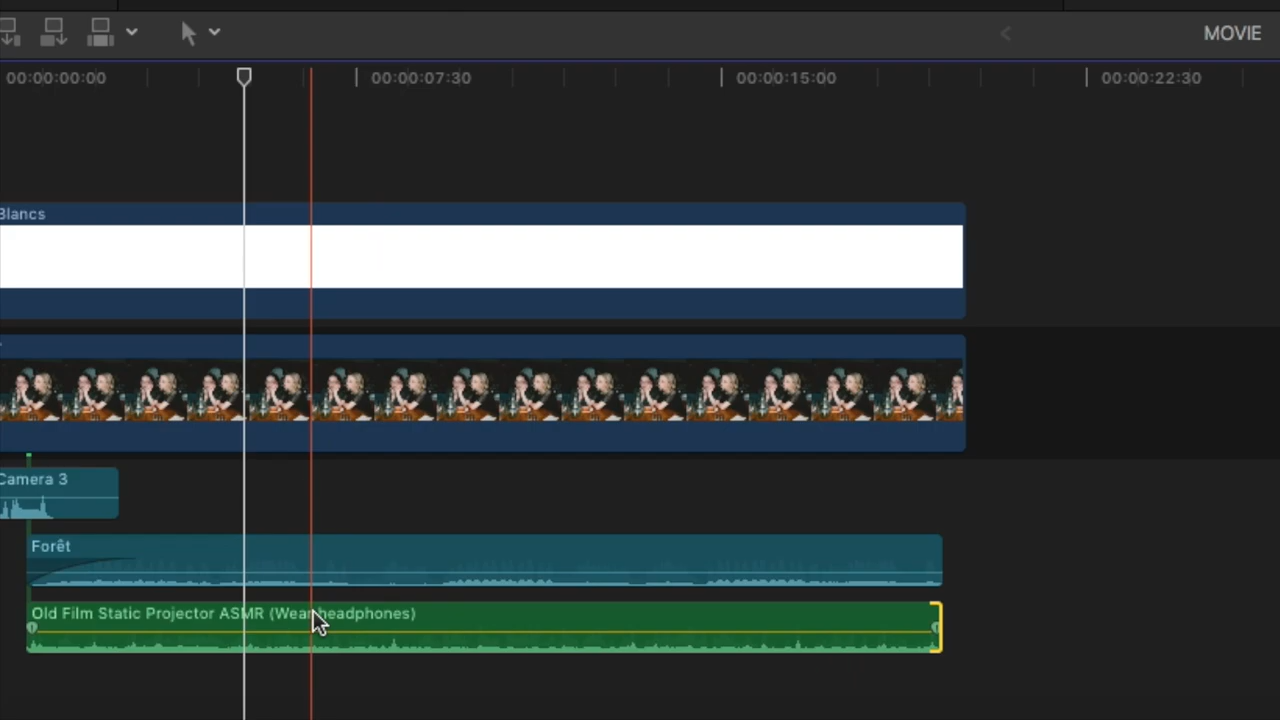 MOVIE
00:00:00:00 00:00:07:30 00:00:15:00 00:00:22:30
Blancs
Camera 3
Forêt
Old Film Static Projector ASMR (Wear headphones)